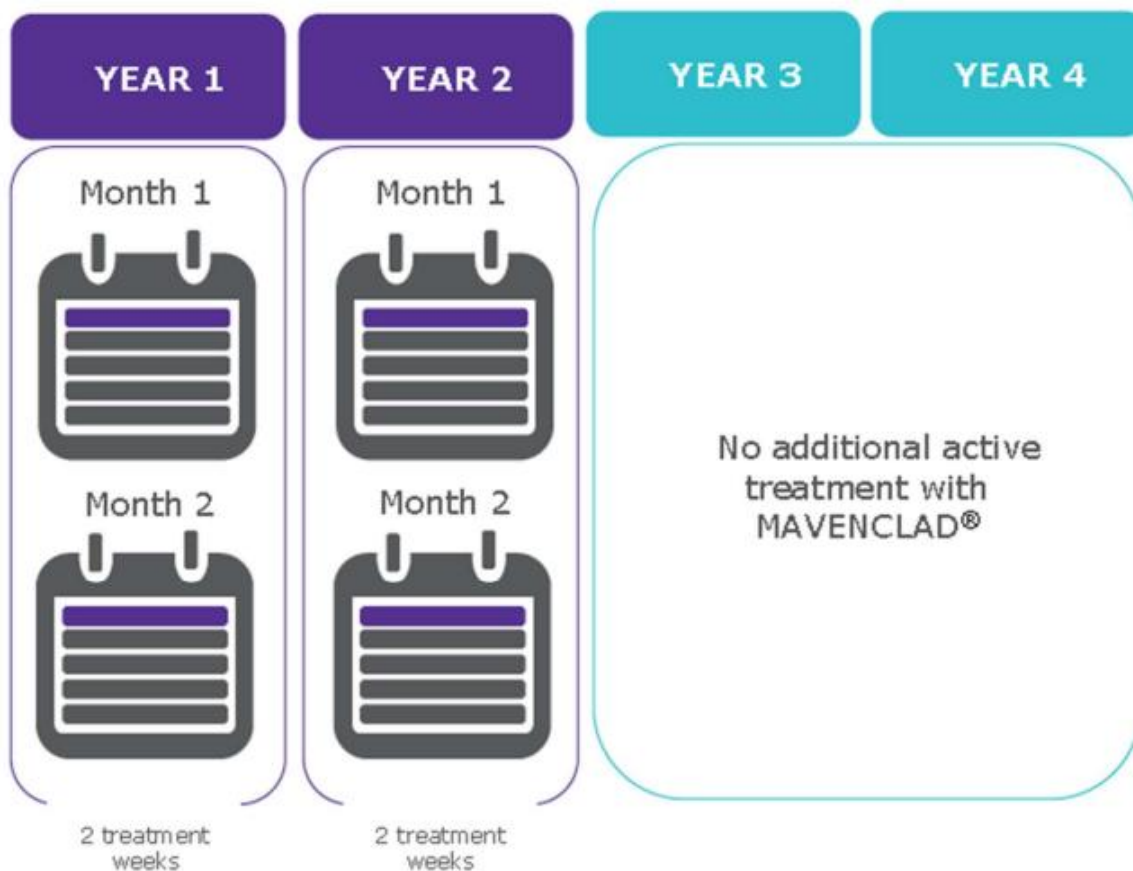 YEAR 1
YEAR 2
YEAR 3
YEAR 4
Month 1
Month 1
Month 2
Month 2
No additional active
treatment with
MAVENCLAD®
2 treatment
weeks
2 treatment
weeks